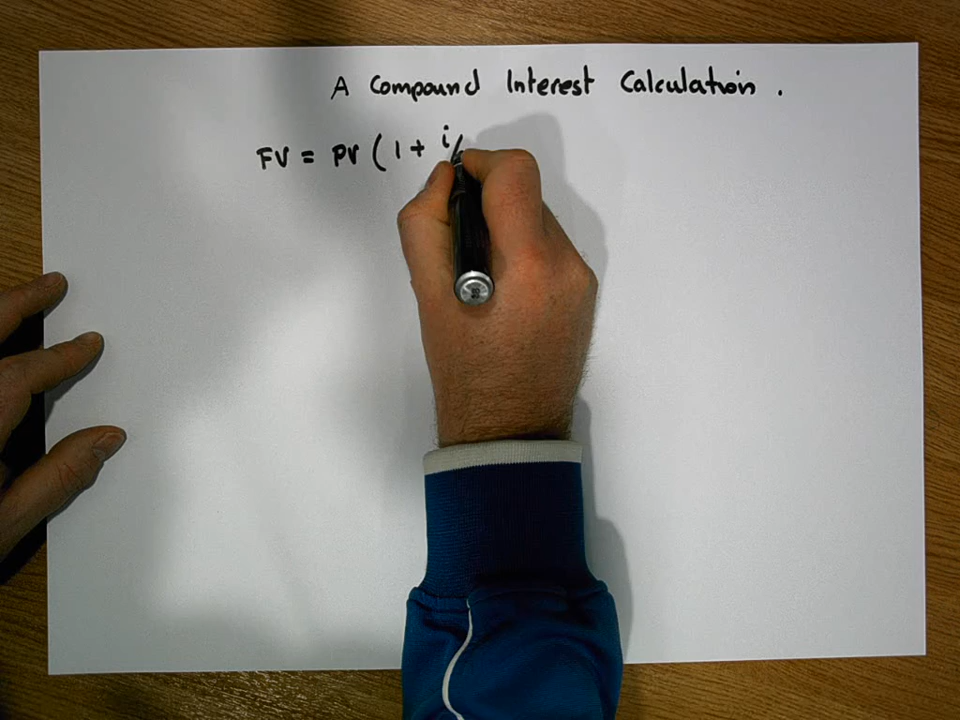 A Compound Interest Calculation .
FV = PV ( 1 + i/